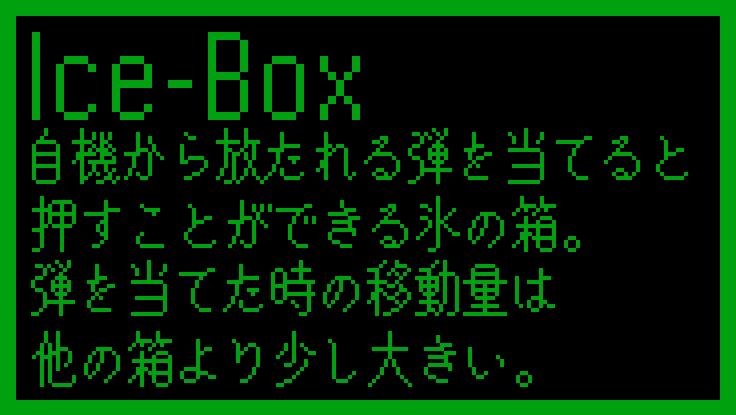 Ice-Box
自機から放たれる弾を当てると
押すことができる氷の箱。
弾を当てた時の移動量は
他の箱より少し大きい。